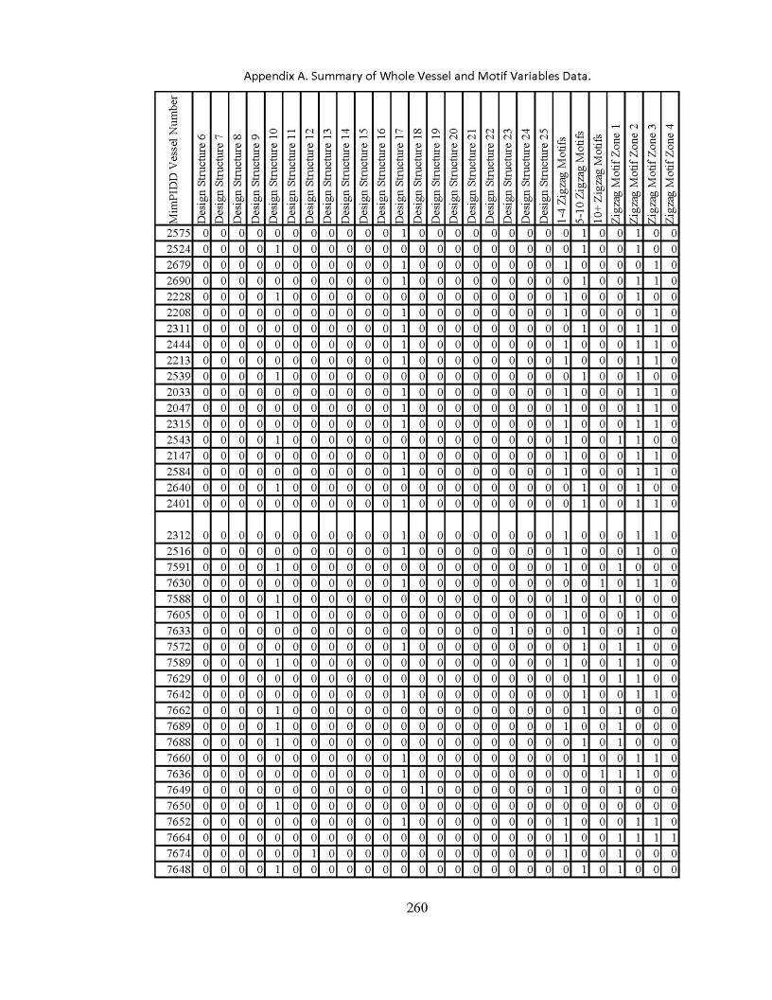 Appendix A. Summary of Whole Vessel and Motif Variables Data.
MimPIDD Vessel Number
Design Structure 6
Design Structure 7
Design Structure 8
Design Structure 9
Design Structure 10
Design Structure 11
Design Structure 12
Design Structure 13
Design Structure 14
Design Structure 15
Design Structure 16
Design Structure 17
Design Structure 18
Design Structure 19
Design Structure 20
Design Structure 21
Design Structure 22
Design Structure 23
Design Structure 24
Design Structure 25
1-4 Zigzag Motifs
5-10 Zigzag Motifs
10+ Zigzag Motifs
Zigzag Motif Zone 1
Zigzag Motif Zone 2
Zigzag Motif Zone 3
Zigzag Motif Zone 4
2575 0 0 0 0 0 0 0 0 0 0 0 1 0 0 0 0 0 0 0 0 0 1 0 0 1 0 0
2524 0 0 0 0 1 0 0 0 0 0 0 0 0 0 0 0 0 0 0 0 0 1 0 0 1 0 0
2679 0 0 0 0 0 0 0 0 0 0 0 1 0 0 0 0 0 0 0 0 1 0 0 0 0 1 0
2690 0 0 0 0 0 0 0 0 0 0 0 1 0 0 0 0 0 0 0 0 0 1 0 0 1 1 0
2228 0 0 0 0 1 0 0 0 0 0 0 0 0 0 0 0 0 0 0 0 1 0 0 0 1 0 0
2208 0 0 0 0 0 0 0 0 0 0 0 1 0 0 0 0 0 0 0 0 1 0 0 0 0 1 0
2311 0 0 0 0 0 0 0 0 0 0 0 1 0 0 0 0 0 0 0 0 0 1 0 0 1 1 0
2444 0 0 0 0 0 0 0 0 0 0 0 1 0 0 0 0 0 0 0 0 1 0 0 0 1 1 0
2213 0 0 0 0 0 0 0 0 0 0 0 1 0 0 0 0 0 0 0 0 1 0 0 0 1 1 0
2539 0 0 0 0 1 0 0 0 0 0 0 0 0 0 0 0 0 0 0 0 0 1 0 0 1 0 0
2033 0 0 0 0 0 0 0 0 0 0 0 1 0 0 0 0 0 0 0 0 1 0 0 0 1 1 0
2047 0 0 0 0 0 0 0 0 0 0 0 1 0 0 0 0 0 0 0 0 1 0 0 0 1 1 0
2315 0 0 0 0 0 0 0 0 0 0 0 1 0 0 0 0 0 0 0 0 1 0 0 0 1 1 0
2543 0 0 0 0 1 0 0 0 0 0 0 0 0 0 0 0 0 0 0 0 1 0 0 1 1 0 0
2147 0 0 0 0 0 0 0 0 0 0 0 1 0 0 0 0 0 0 0 0 1 0 0 0 1 1 0
2584 0 0 0 0 0 0 0 0 0 0 0 1 0 0 0 0 0 0 0 0 1 0 0 0 1 1 0
2640 0 0 0 0 1 0 0 0 0 0 0 0 0 0 0 0 0 0 0 0 0 1 0 0 1 0 0
2401 0 0 0 0 0 0 0 0 0 0 0 1 0 0 0 0 0 0 0 0 0 1 0 0 1 1 0
2312 0 0 0 0 0 0 0 0 0 0 0 1 0 0 0 0 0 0 0 0 1 0 0 0 1 1 0
2516 0 0 0 0 0 0 0 0 0 0 0 1 0 0 0 0 0 0 0 0 1 0 0 0 1 0 0
7591 0 0 0 0 1 0 0 0 0 0 0 0 0 0 0 0 0 0 0 0 1 0 0 1 0 0 0
7630 0 0 0 0 0 0 0 0 0 0 0 1 0 0 0 0 0 0 0 0 0 0 1 0 1 1 0
7588 0 0 0 0 1 0 0 0 0 0 0 0 0 0 0 0 0 0 0 0 1 0 0 1 0 0 0
7605 0 0 0 0 1 0 0 0 0 0 0 0 0 0 0 0 0 0 0 0 1 0 0 0 1 0 0
7633 0 0 0 0 0 0 0 0 0 0 0 0 0 0 0 0 0 1 0 0 0 1 0 0 1 0 0
7572 0 0 0 0 0 0 0 0 0 0 0 1 0 0 0 0 0 0 0 0 0 1 0 1 1 0 0
7589 0 0 0 0 1 0 0 0 0 0 0 0 0 0 0 0 0 0 0 0 1 0 0 1 1 0 0
7629 0 0 0 0 0 0 0 0 0 0 0 0 0 0 0 0 0 0 0 0 0 1 0 1 1 0 0
7642 0 0 0 0 0 0 0 0 0 0 0 1 0 0 0 0 0 0 0 0 0 1 0 0 1 1 0
7662 0 0 0 0 1 0 0 0 0 0 0 0 0 0 0 0 0 0 0 0 0 1 0 1 0 0 0
7689 0 0 0 0 1 0 0 0 0 0 0 0 0 0 0 0 0 0 0 0 1 0 0 1 0 0 0
7688 0 0 0 0 1 0 0 0 0 0 0 0 0 0 0 0 0 0 0 0 0 1 0 1 0 0 0
7660 0 0 0 0 0 0 0 0 0 0 0 1 0 0 0 0 0 0 0 0 0 1 0 0 1 1 0
7636 0 0 0 0 0 0 0 0 0 0 0 1 0 0 0 0 0 0 0 0 0 0 1 1 1 0 0
7649 0 0 0 0 0 0 0 0 0 0 0 0 1 0 0 0 0 0 0 0 1 0 0 1 0 0 0
7650 0 0 0 0 1 0 0 0 0 0 0 0 0 0 0 0 0 0 0 0 0 0 0 0 0 0 0
7652 0 0 0 0 0 0 0 0 0 0 0 1 0 0 0 0 0 0 0 0 1 0 0 0 1 1 0
7664 0 0 0 0 0 0 0 0 0 0 0 0 0 0 0 0 0 0 0 0 1 0 0 1 1 1 1
7674 0 0 0 0 0 0 1 0 0 0 0 0 0 0 0 0 0 0 0 0 1 0 0 1 0 0 0
7648 0 0 0 0 1 0 0 0 0 0 0 0 0 0 0 0 0 0 0 0 0 1 0 1 0 0 0
260